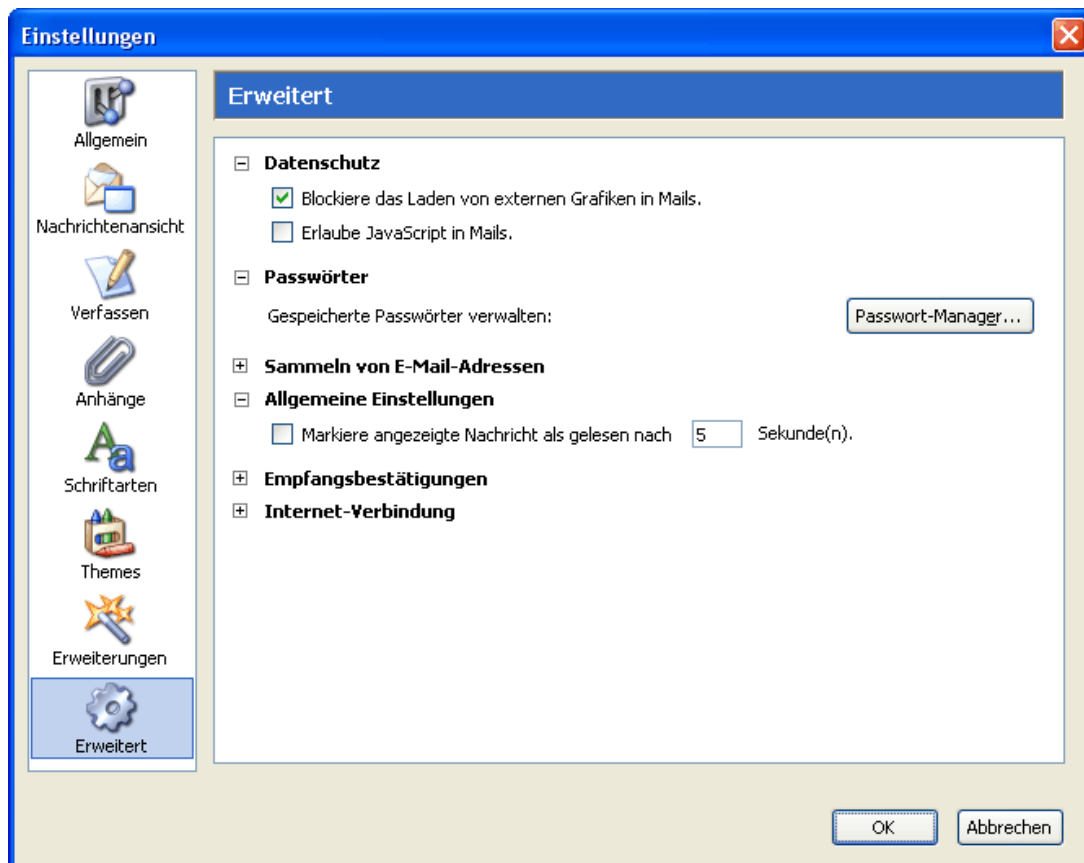 Einstellungen
Allgemein
Nachrichtenansicht
Verfassen
Anhänge
Schriftarten
Themes
Erweiterungen
Erweitert
Erweitert
Datenschutz
Blockiere das Laden von externen Grafiken in Mails.
Erlaube JavaScript in Mails.
Passwörter
Gespeicherte Passwörter verwalten: Passwort-Manager...
Sammeln von E-Mail-Adressen
Allgemeine Einstellungen
Markiere angezeigte Nachricht als gelesen nach 5 Sekunde(n).
Empfangsbestätigungen
Internet-Verbindung
OK Abbrechen